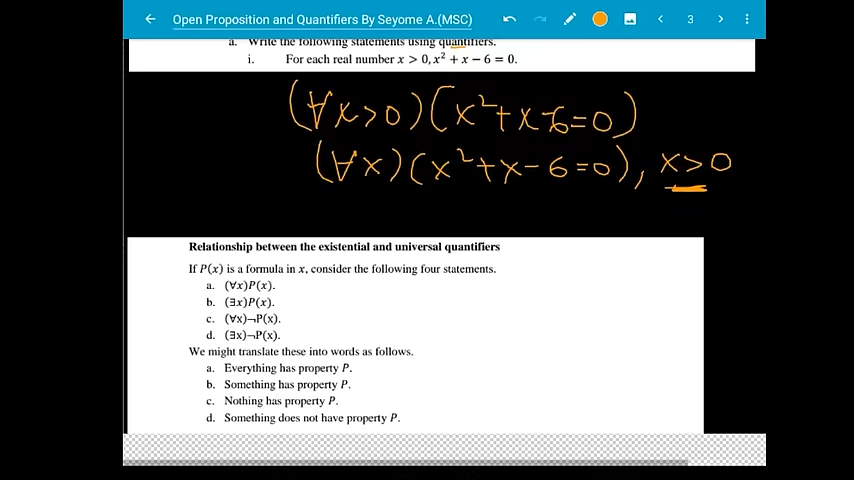 Open Proposition and Quantifiers By Seyome A.(MSC)
3
a. Write the following statements using quantifiers.
i. For each real number x > 0, x² + x − 6 = 0.
(∀x>0)(x²+x-6=0)
(∀x)(x²+x-6=0), x>0
Relationship between the existential and universal quantifiers
If P(x) is a formula in x, consider the following four statements.
a. (∀x)P(x).
b. (∃x)P(x).
c. (∀x)¬P(x).
d. (∃x)¬P(x).
We might translate these into words as follows.
a. Everything has property P.
b. Something has property P.
c. Nothing has property P.
d. Something does not have property P.